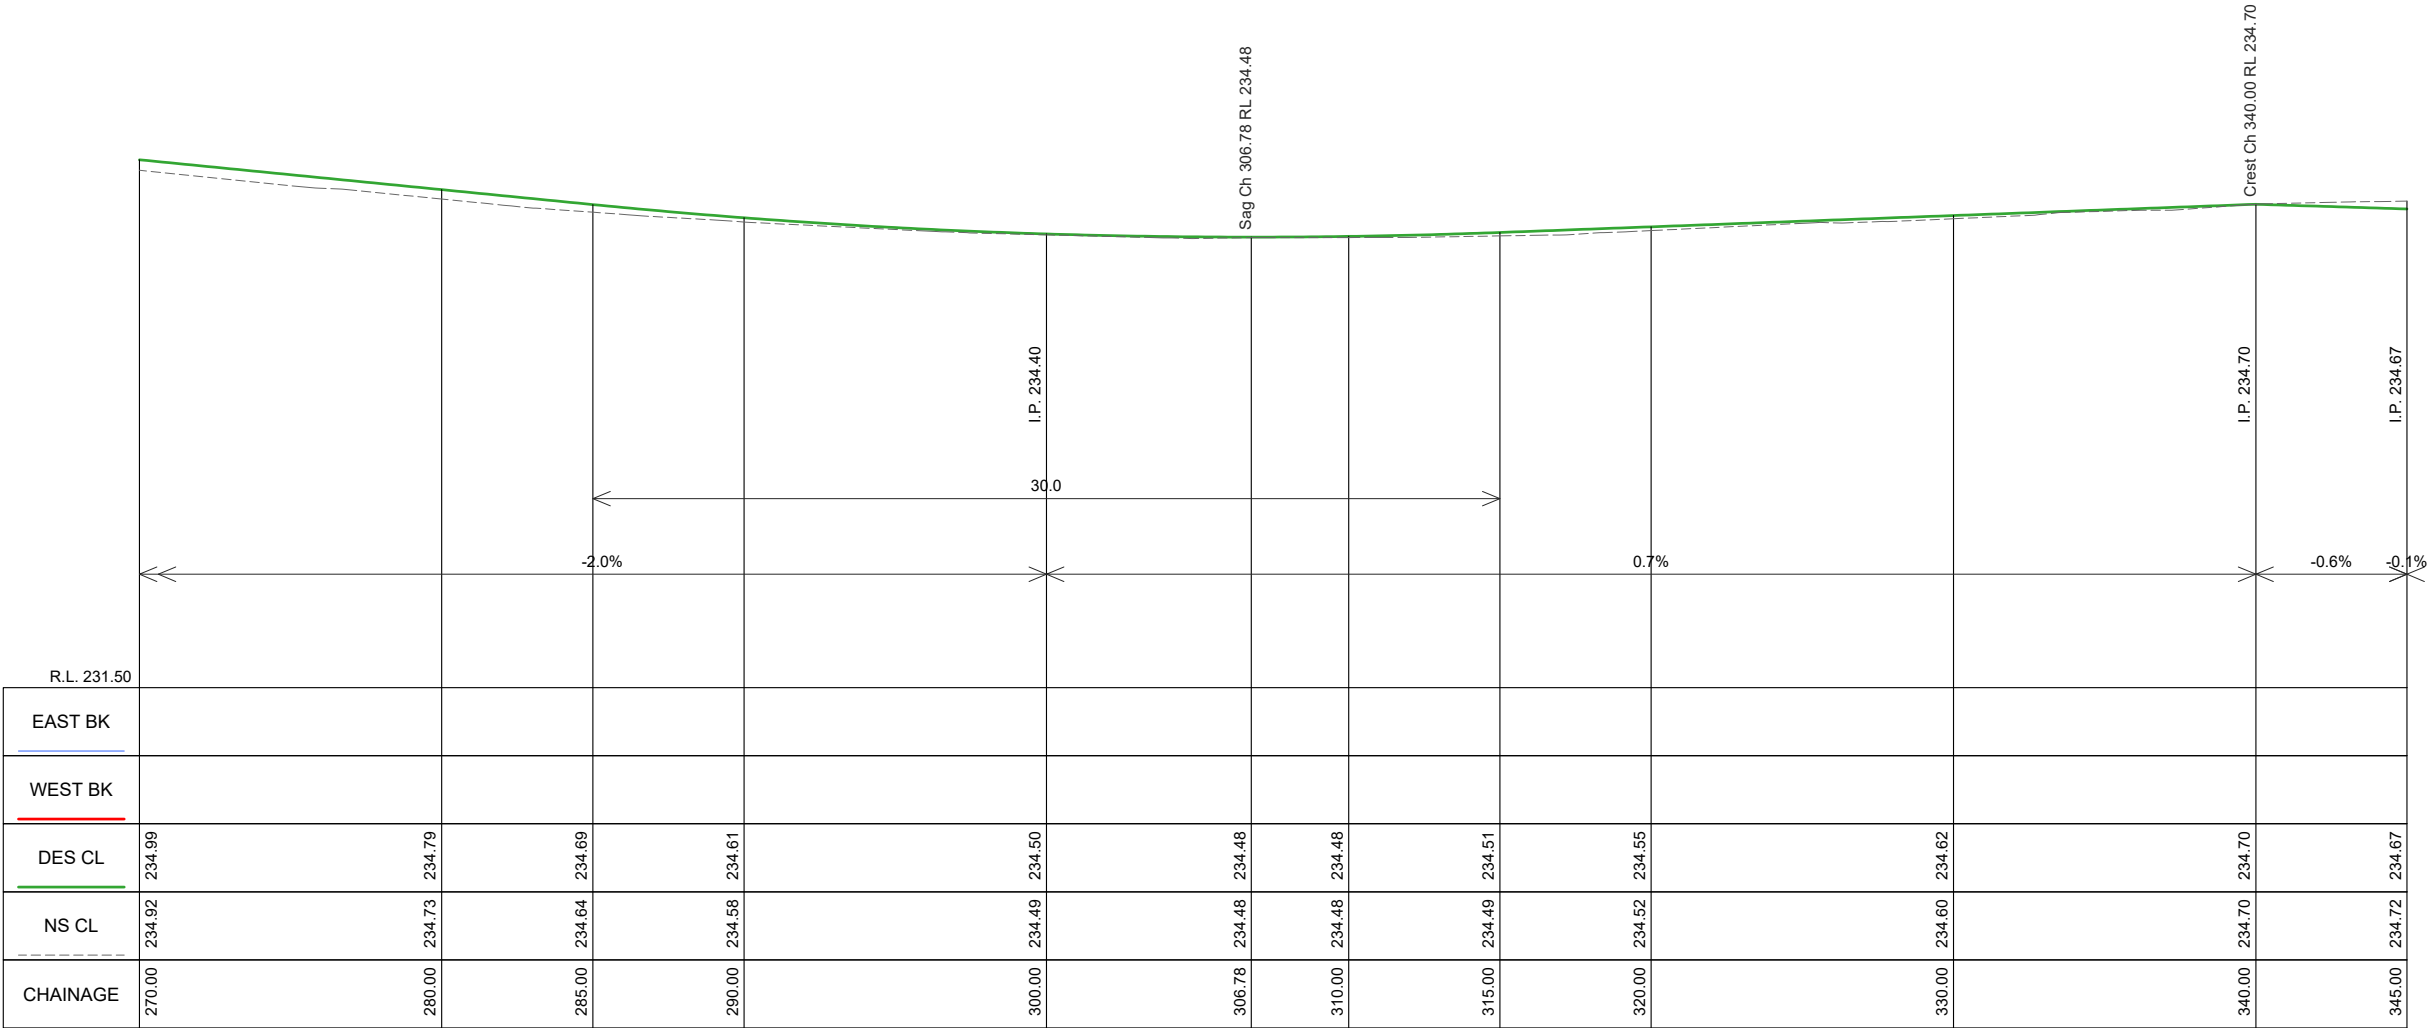 Sag Ch 306.78 RL 234.48
Crest Ch 340.00 RL 234.70
I.P. 234.40
I.P. 234.70
I.P. 234.67
30.0
-2.0%
0.7%
-0.6%
-0.1%
R.L. 231.50
EAST BK
WEST BK
DES CL 234.99 234.79 234.69 234.61 234.50 234.48 234.48 234.51 234.55 234.62 234.70 234.67
NS CL 234.92 234.73 234.64 234.58 234.49 234.48 234.48 234.49 234.52 234.60 234.70 234.72
CHAINAGE 270.00 280.00 285.00 290.00 300.00 306.78 310.00 315.00 320.00 330.00 340.00 345.00